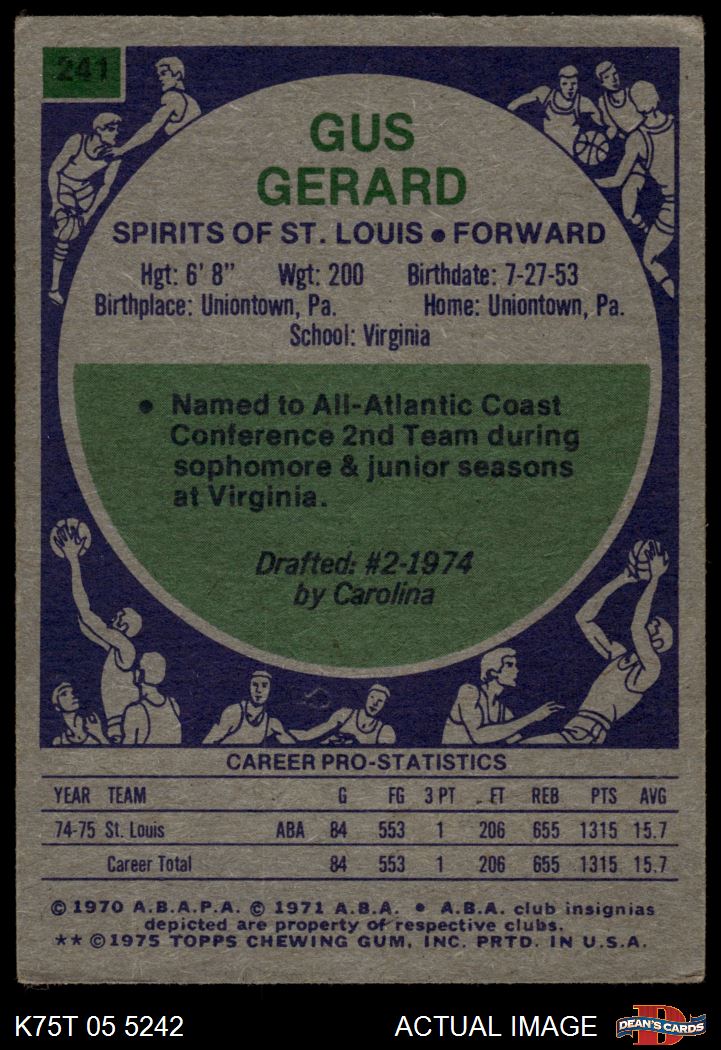 241
GUS
GERARD
SPIRITS OF ST. LOUIS • FORWARD
Hgt: 6' 8" Wgt: 200 Birthdate: 7-27-53
Birthplace: Uniontown, Pa. Home: Uniontown, Pa.
School: Virginia
• Named to All-Atlantic Coast
Conference 2nd Team during
sophomore & junior seasons
at Virginia.
Drafted: #2-1974
by Carolina
CAREER PRO-STATISTICS
YEAR TEAM G FG 3 PT FT REB PTS AVG
74-75 St. Louis ABA 84 553 1 206 655 1315 15.7
Career Total 84 553 1 206 655 1315 15.7
© 1970 A.B.A.P.A. © 1971 A.B.A. • A.B.A. club insignias
depicted are property of respective clubs.
** © 1975 TOPPS CHEWING GUM, INC. PRTD. IN U.S.A.
K75T 05 5242 ACTUAL IMAGE D DEAN'S CARDS